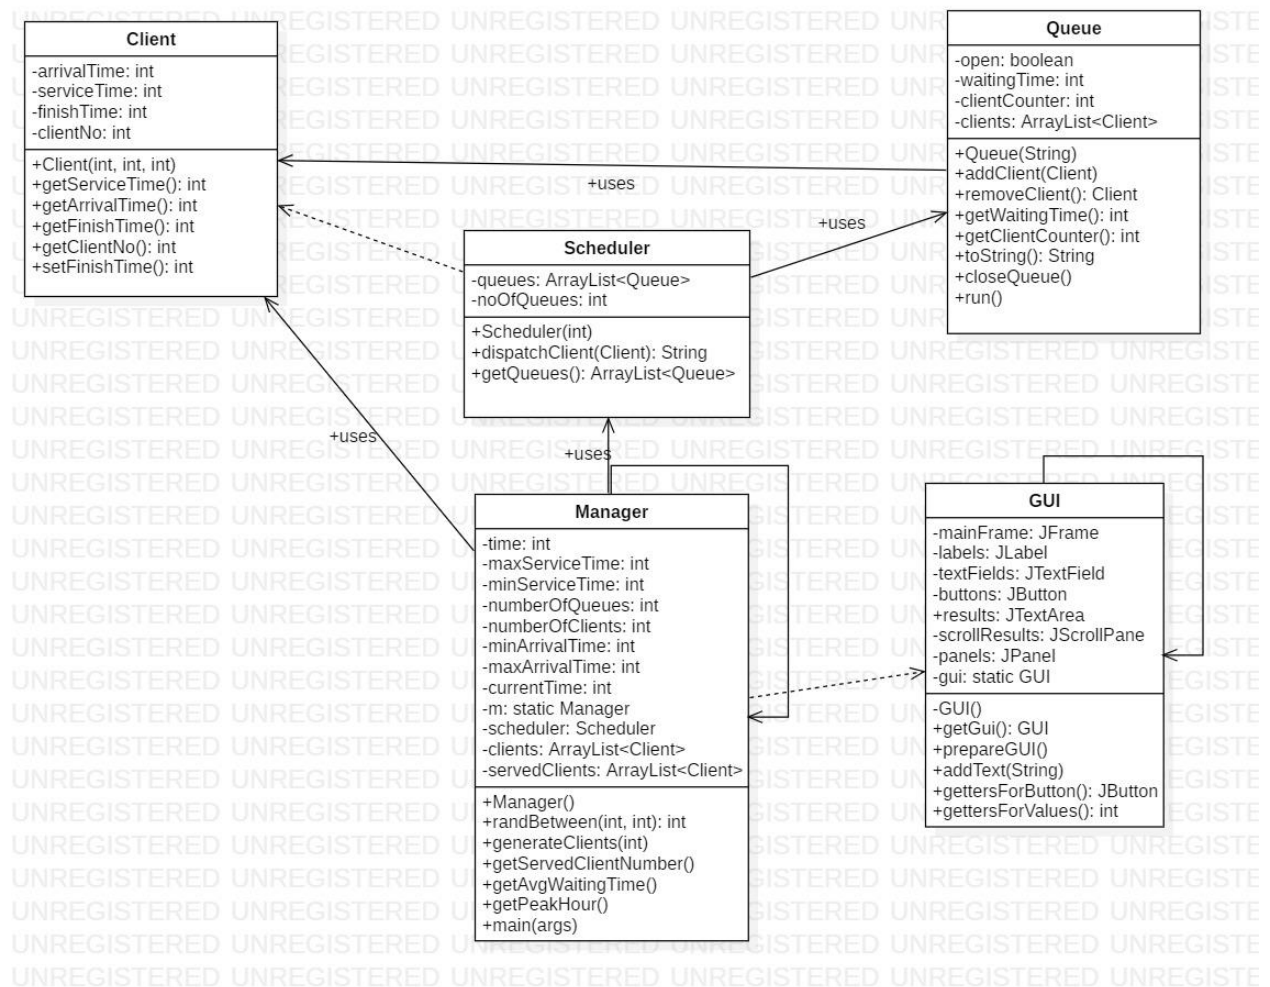 Client
-arrivalTime: int
-serviceTime: int
-finishTime: int
-clientNo: int
+Client(int, int, int)
+getServiceTime(): int
+getArrivalTime(): int
+getFinishTime(): int
+getClientNo(): int
+setFinishTime(): int
Queue
-open: boolean
-waitingTime: int
-clientCounter: int
-clients: ArrayList<Client>
+Queue(String)
+addClient(Client)
+removeClient(): Client
+getWaitingTime(): int
+getClientCounter(): int
+toString(): String
+closeQueue()
+run()
+uses
+uses
Scheduler
-queues: ArrayList<Queue>
-noOfQueues: int
+Scheduler(int)
+dispatchClient(Client): String
+getQueues(): ArrayList<Queue>
+uses
+uses
Manager
-time: int
-maxServiceTime: int
-minServiceTime: int
-numberOfQueues: int
-numberOfClients: int
-minArrivalTime: int
-maxArrivalTime: int
-currentTime: int
-m: static Manager
-scheduler: Scheduler
-clients: ArrayList<Client>
-servedClients: ArrayList<Client>
+Manager()
+randBetween(int, int): int
+generateClients(int)
+getServedClientNumber()
+getAvgWaitingTime()
+getPeakHour()
+main(args)
GUI
-mainFrame: JFrame
-labels: JLabel
-textFields: JTextField
-buttons: JButton
+results: JTextArea
-scrollResults: JScrollPane
-panels: JPanel
-gui: static GUI
-GUI()
+getGui(): GUI
+prepareGUI()
+addText(String)
+gettersForButton(): JButton
+gettersForValues(): int
UNREGISTERED